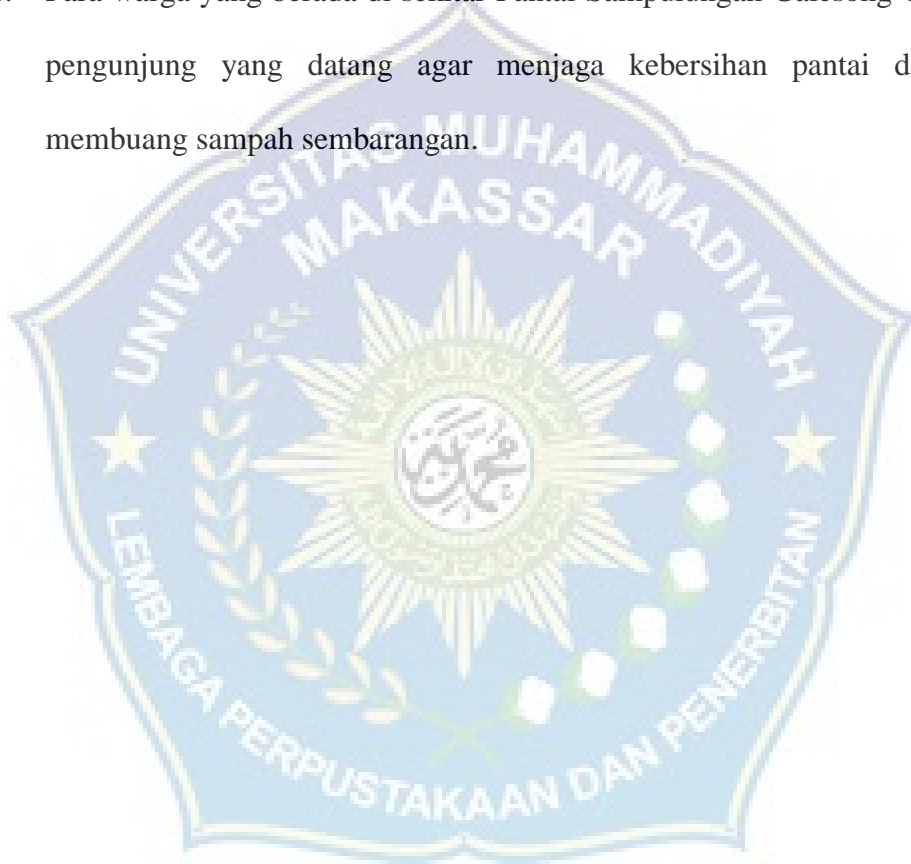 Para warga yang berada di sekitar Pantai Sampulungan Galesong
pengunjung yang datang agar menjaga kebersihan pantai d
membuang sampah sembarangan.
UNIVERSITAS MUHAMMADIYAH
MAKASSAR
LEMBAGA PERPUSTAKAAN DAN PENERBITAN